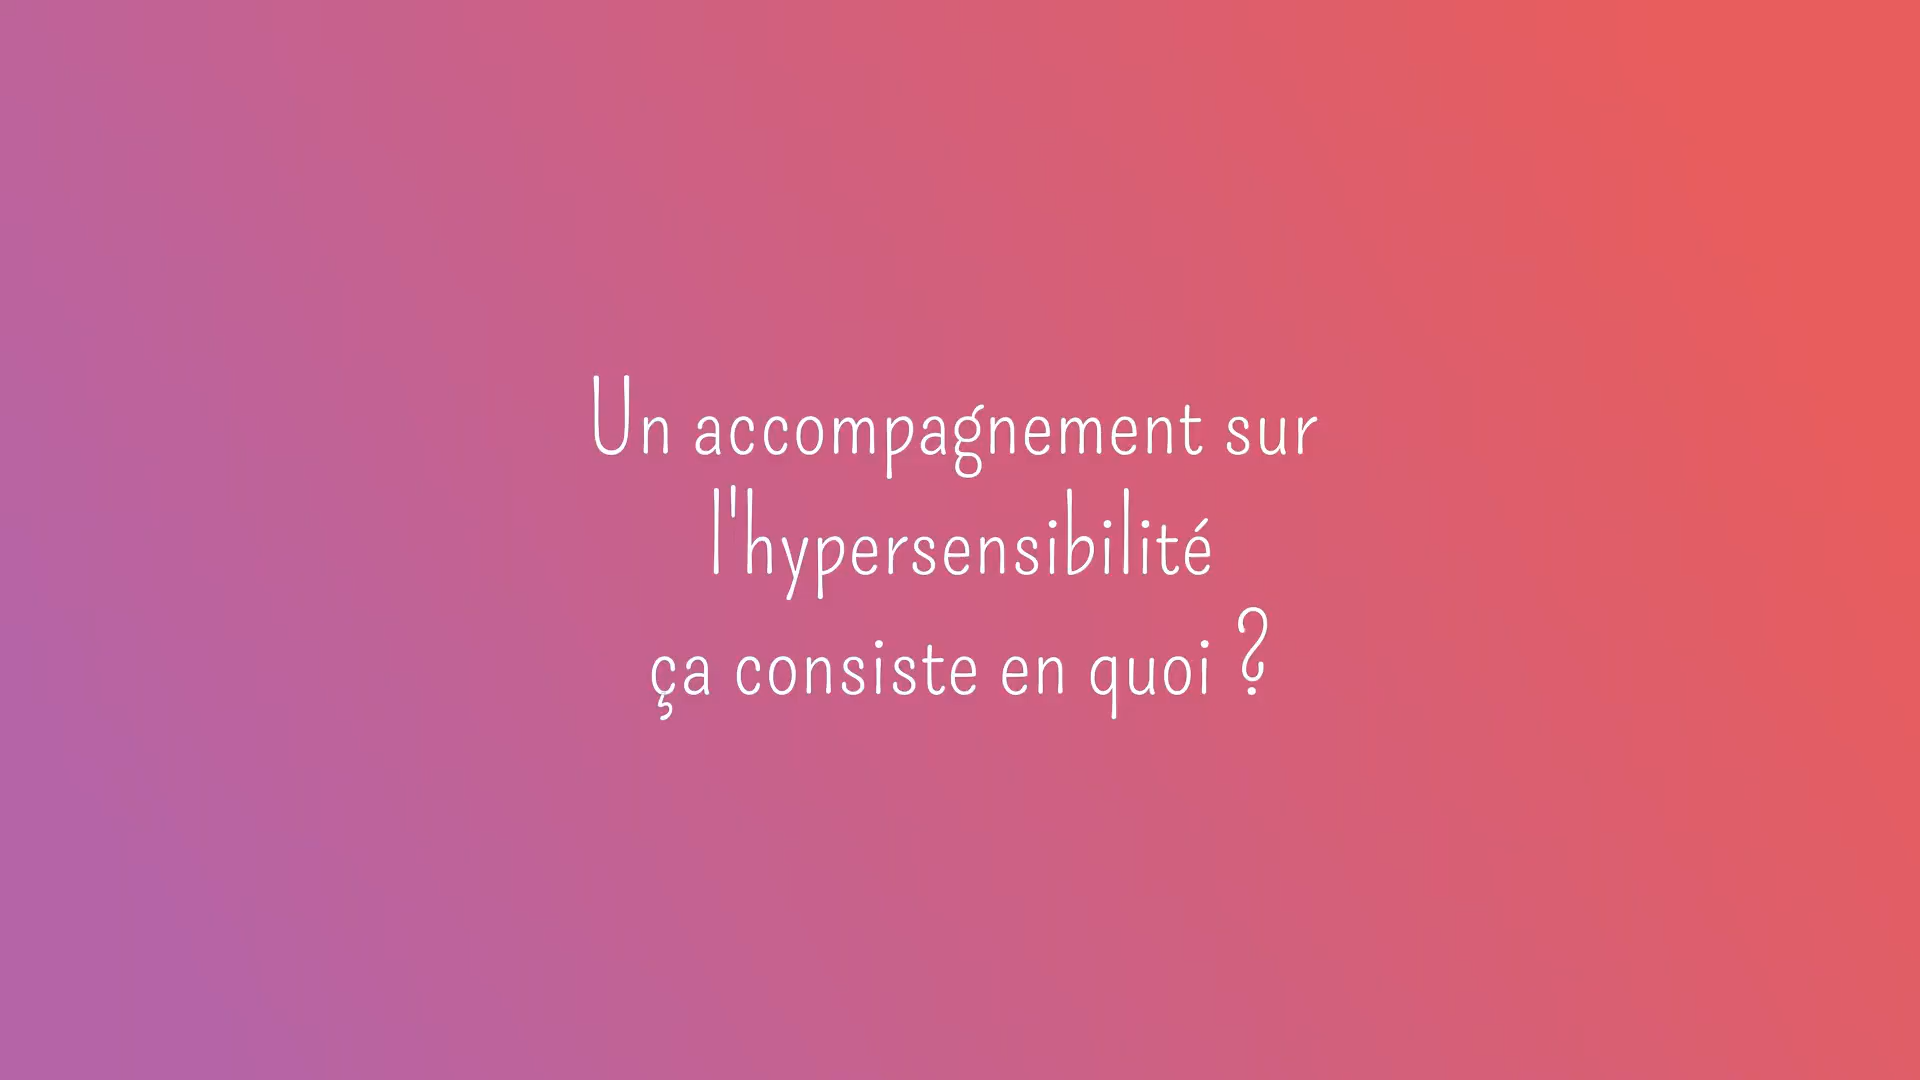 Un accompagnement sur
l'hypersensibilité
ça consiste en quoi ?